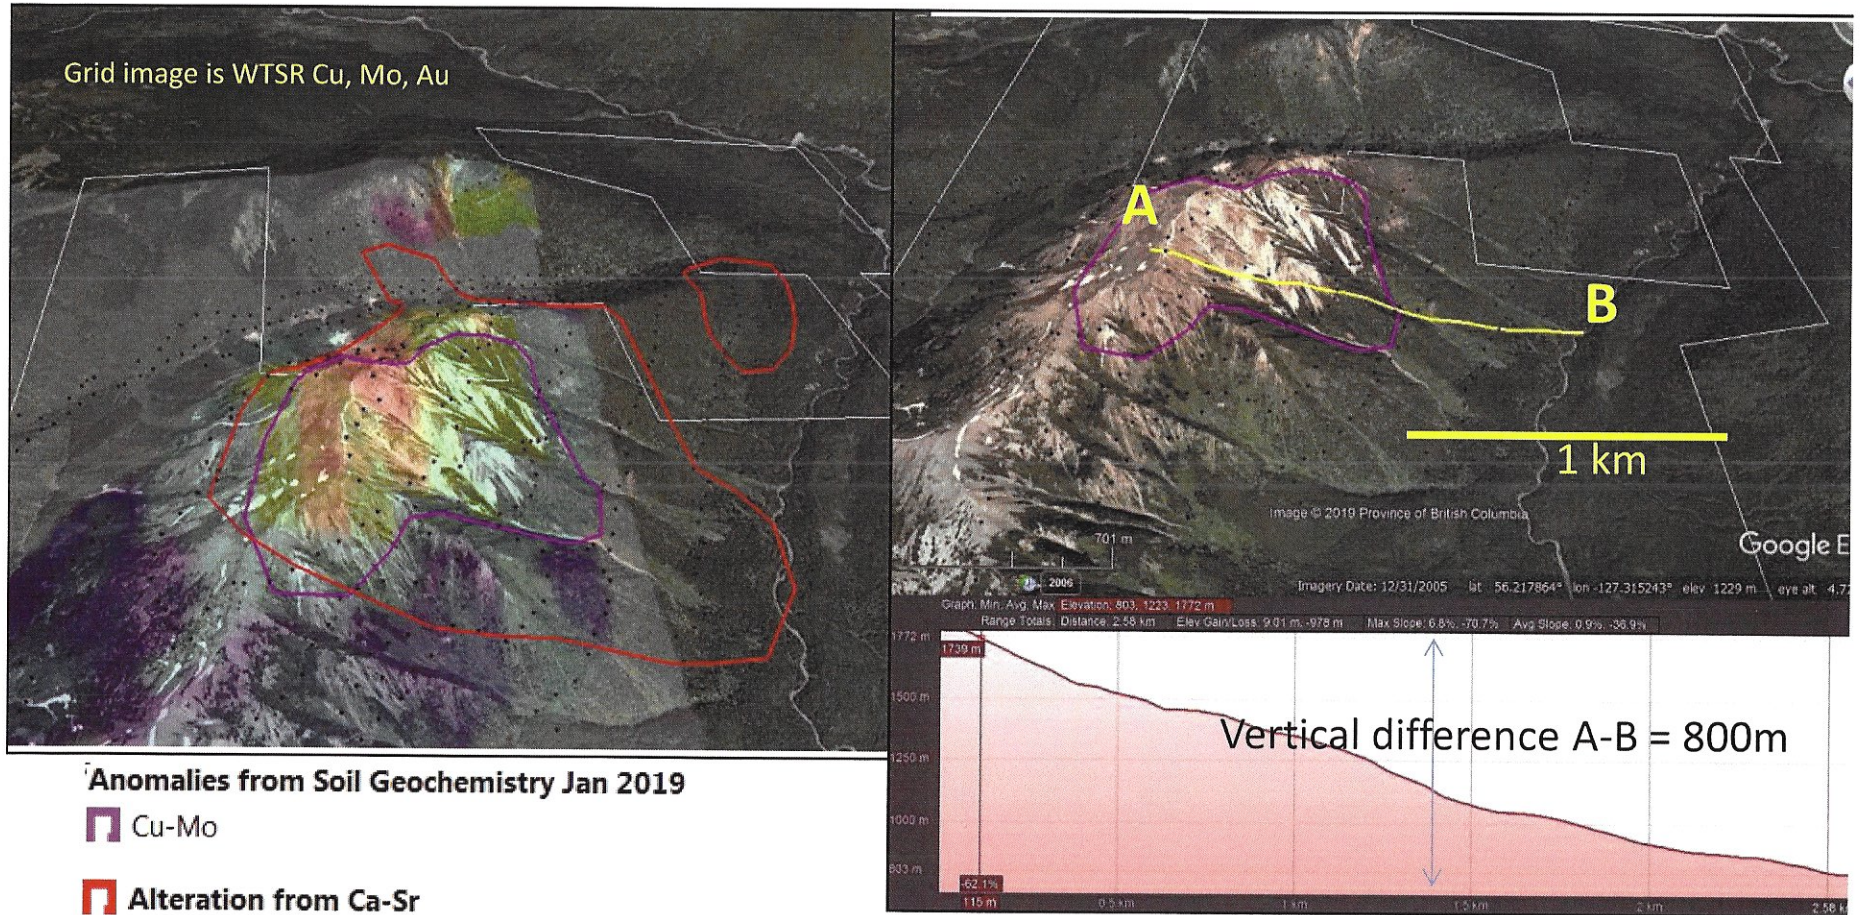 Grid image is WTSR Cu, Mo, Au
A
B
1 km
Image © 2019 Province of British Columbia
701 m
Google E
2006
Imagery Date: 12/31/2005 lat 56.217864° lon -127.315243° elev 1229 m eye alt 4.72
Graph: Min, Avg, Max Elevation: 803, 1223, 1772 m
Range Totals: Distance: 2.58 km Elev Gain/Loss: 9.01 m, -978 m Max Slope: 6.8%, -70.7% Avg Slope: 0.9%, -36.9%
1772 m
1739 m
1500 m
Vertical difference A-B = 800m
1250 m
1000 m
803 m
-62.1%
115 m 0.5 km 1 km 1.5 km 2 km 2.58 k
Anomalies from Soil Geochemistry Jan 2019
Cu-Mo
Alteration from Ca-Sr